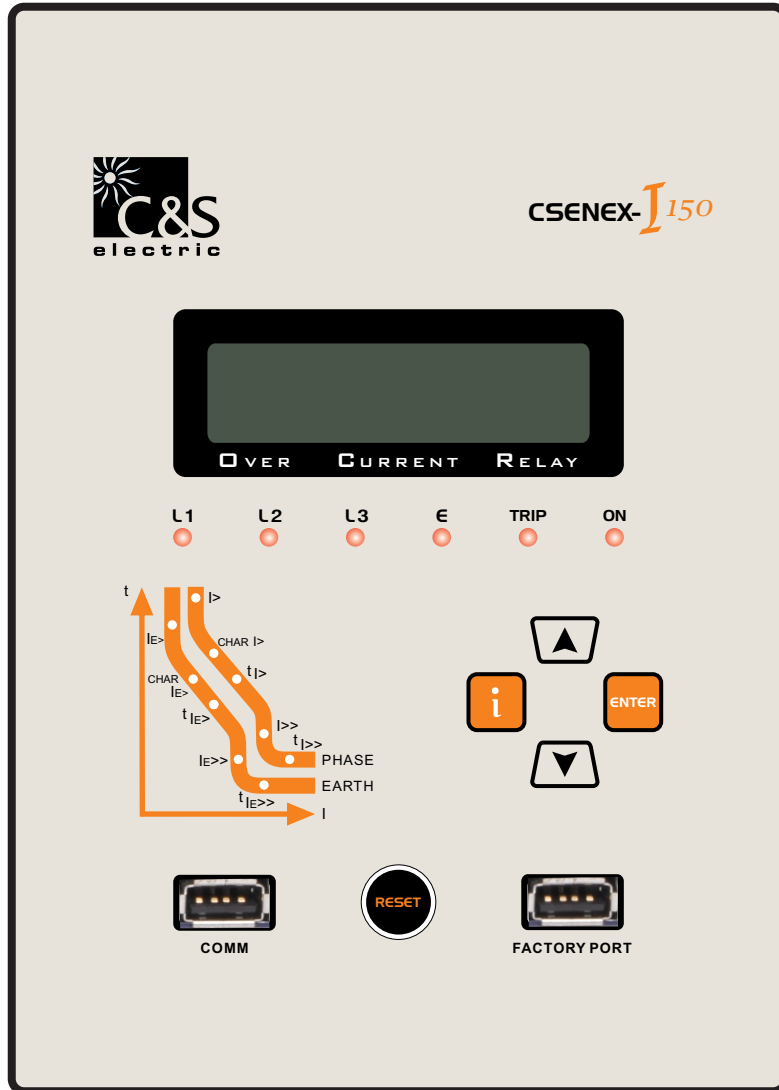 C&S
electric
CSENEX-J 150
OVER CURRENT RELAY
L1 L2 L3 E TRIP ON
t
I>
IE>
CHAR I>
CHAR
IE>
tI>
tIE>
I>>
tI>>
IE>>
PHASE
EARTH
tIE>>
I
i
ENTER
RESET
COMM
FACTORY PORT